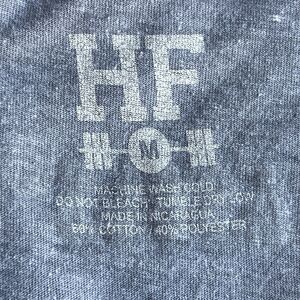 HF
M
MACHINE WASH COLD
DO NOT BLEACH TUMBLE DRY LOW
MADE IN NICARAGUA
60% COTTON / 40% POLYESTER